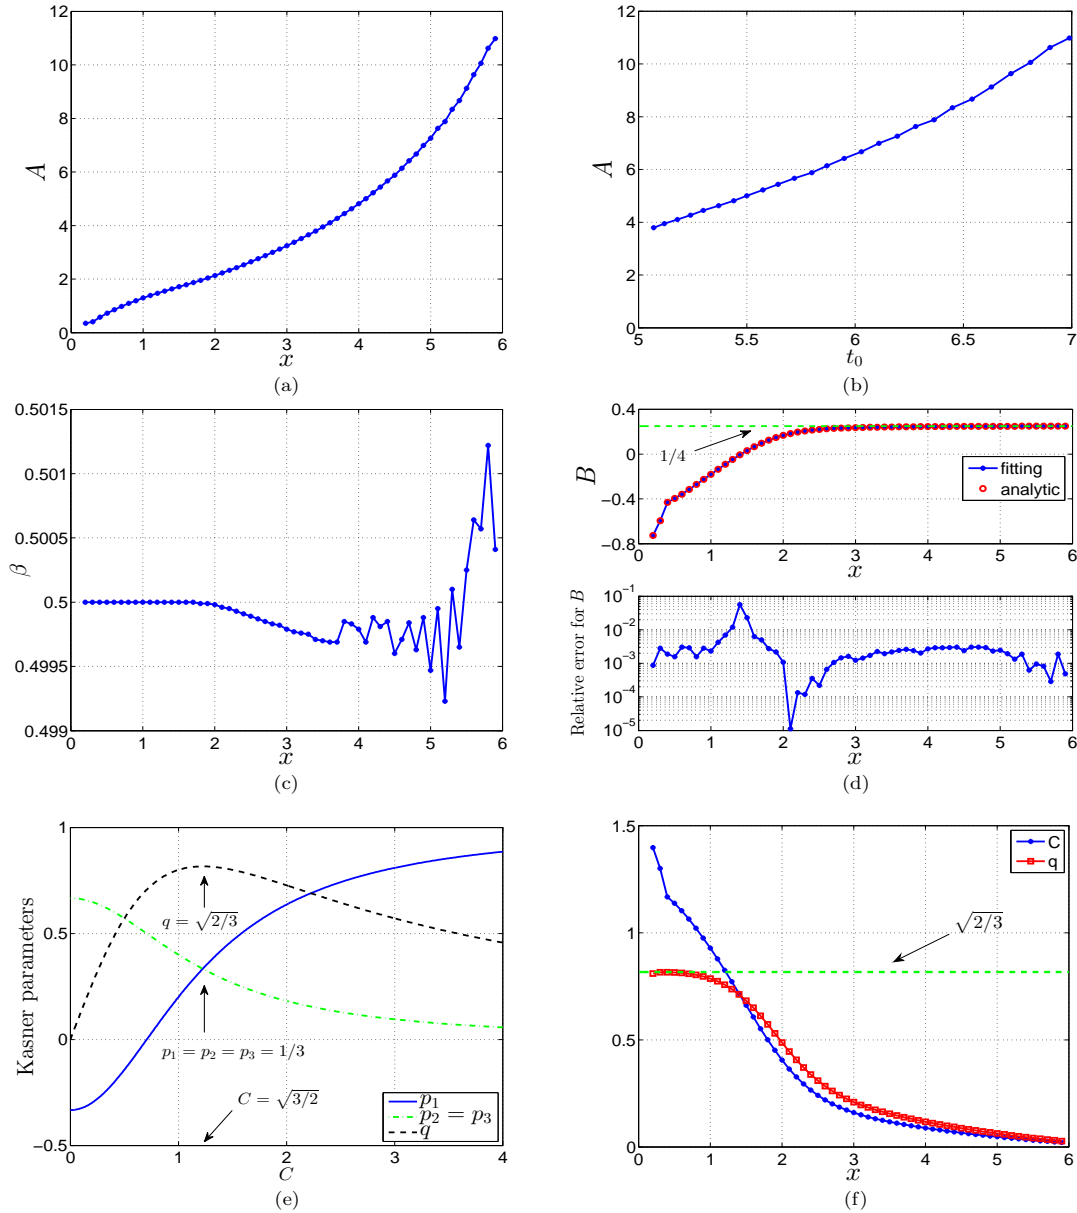 12
10
8
6
4
2
0
A
0 1 2 3 4 5 6
x
(a)
12
10
8
6
4
2
0
A
5 5.5 6 6.5 7
t₀
(b)
0.5015
0.501
0.5005
0.5
0.4995
0.499
β
0 1 2 3 4 5 6
x
(c)
0.4
0
−0.4
−0.8
B
1/4
fitting
analytic
0 1 2 3 4 5 6
x
10⁻¹
10⁻²
10⁻³
10⁻⁴
10⁻⁵
Relative error for B
0 1 2 3 4 5 6
x
(d)
1
0.5
0
−0.5
Kasner parameters
q = √2/3
p₁ = p₂ = p₃ = 1/3
C = √3/2
p₁
p₂ = p₃
q
0 1 2 3 4
C
(e)
1.5
1
0.5
0
C
q
√2/3
0 1 2 3 4 5 6
x
(f)